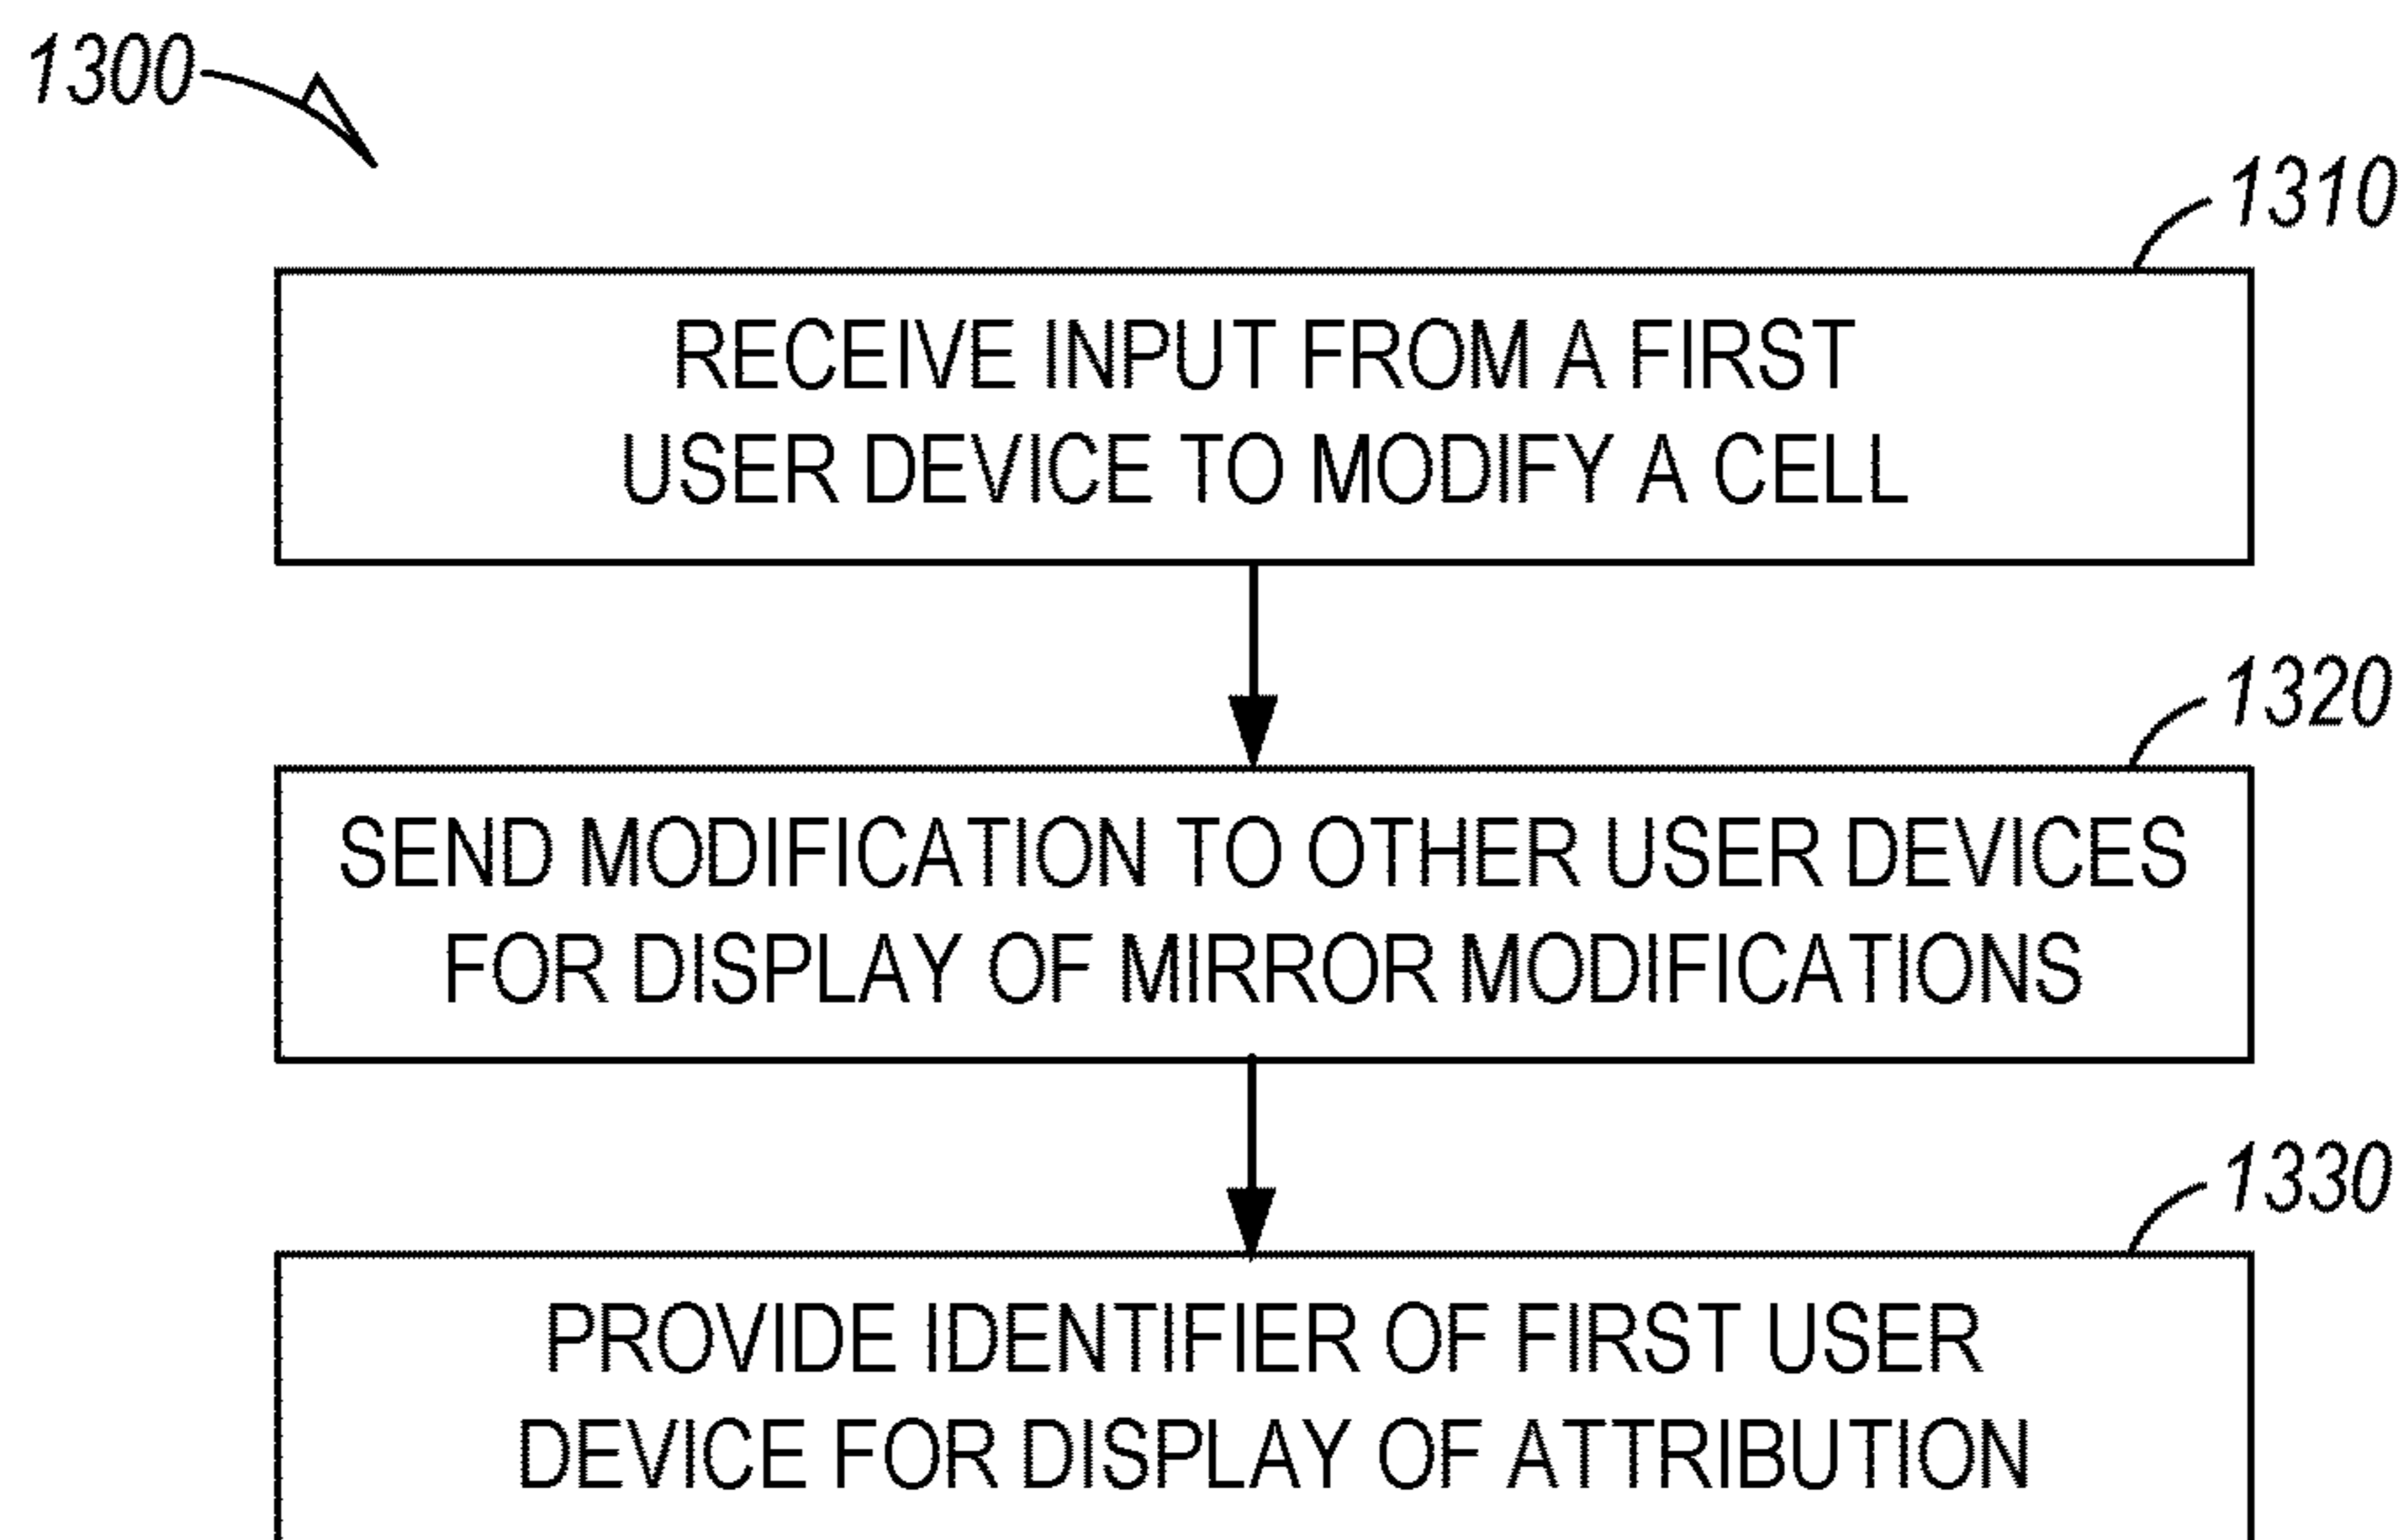 1300
1310
RECEIVE INPUT FROM A FIRST
USER DEVICE TO MODIFY A CELL
1320
SEND MODIFICATION TO OTHER USER DEVICES
FOR DISPLAY OF MIRROR MODIFICATIONS
1330
PROVIDE IDENTIFIER OF FIRST USER
DEVICE FOR DISPLAY OF ATTRIBUTION